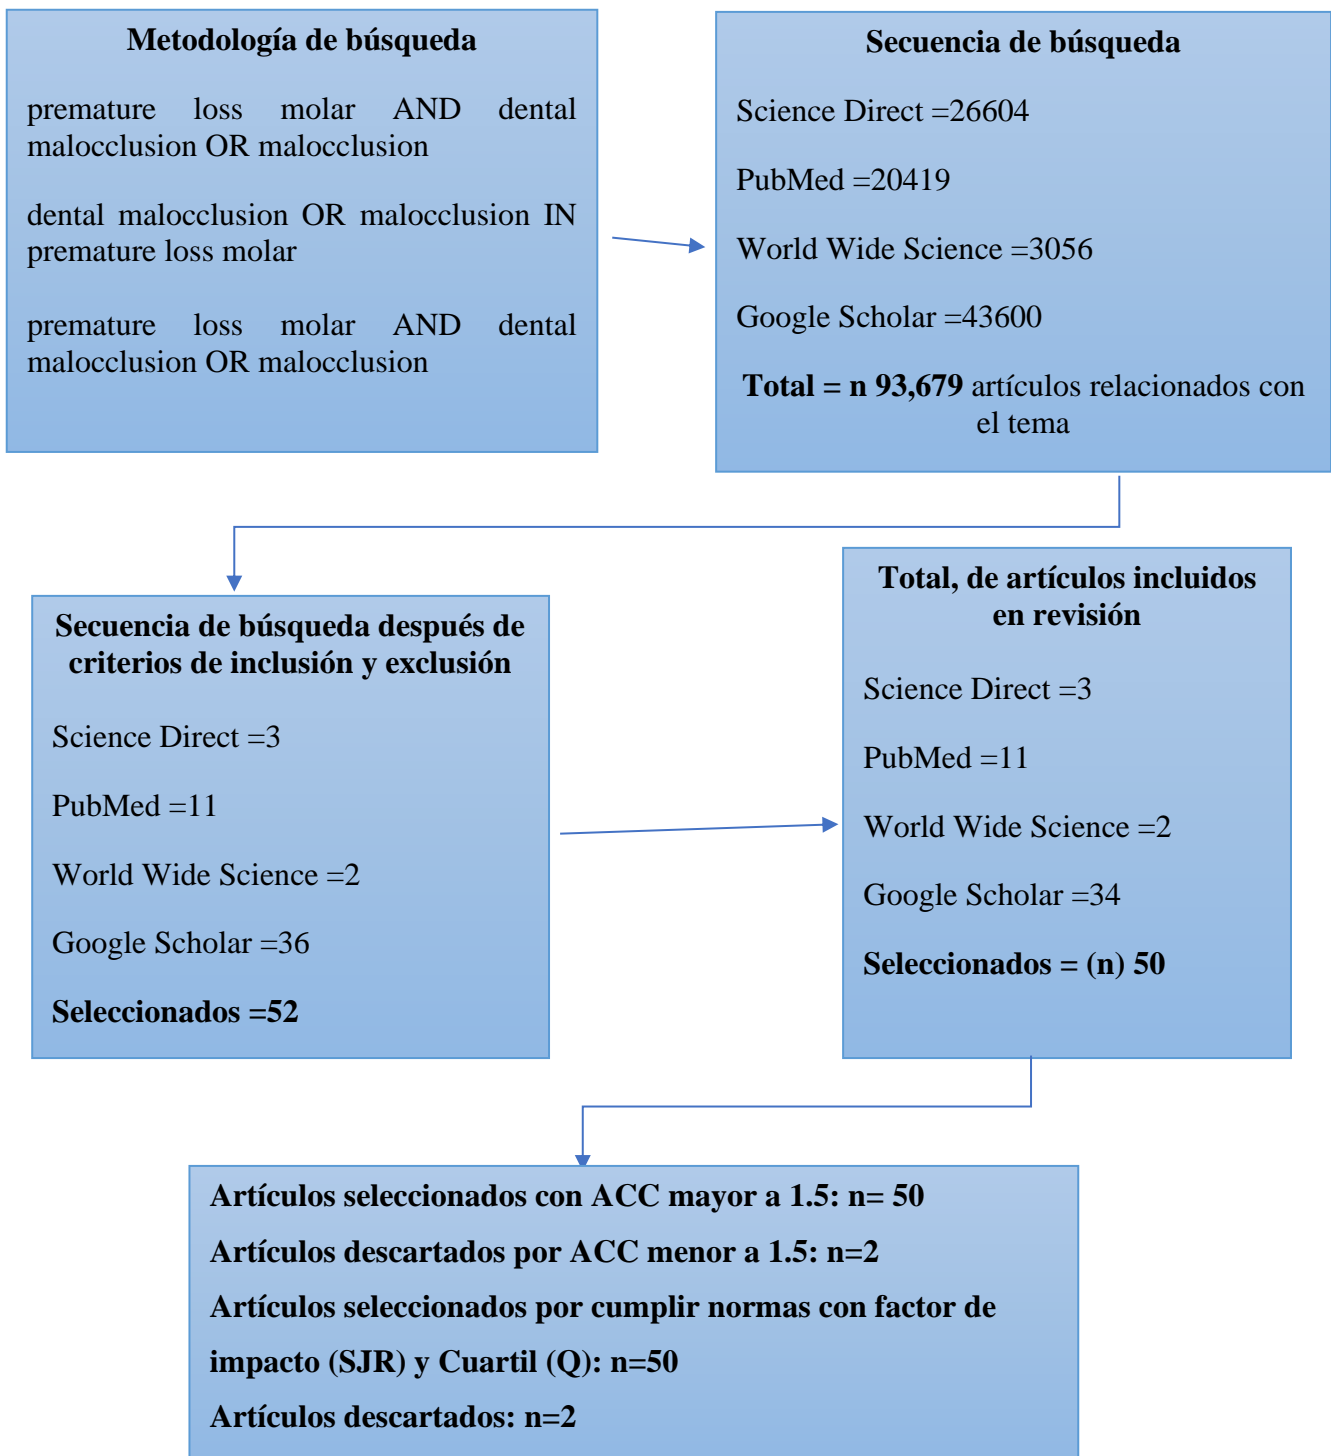 Metodología de búsqueda
premature loss molar AND dental
malocclusion OR malocclusion
dental malocclusion OR malocclusion IN
premature loss molar
premature loss molar AND dental
malocclusion OR malocclusion
Secuencia de búsqueda
Science Direct =26604
PubMed =20419
World Wide Science =3056
Google Scholar =43600
Total = n 93,679 artículos relacionados con
el tema
Secuencia de búsqueda después de
criterios de inclusión y exclusión
Science Direct =3
PubMed =11
World Wide Science =2
Google Scholar =36
Seleccionados =52
Total, de artículos incluidos
en revisión
Science Direct =3
PubMed =11
World Wide Science =2
Google Scholar =34
Seleccionados = (n) 50
Artículos seleccionados con ACC mayor a 1.5: n= 50
Artículos descartados por ACC menor a 1.5: n=2
Artículos seleccionados por cumplir normas con factor de
impacto (SJR) y Cuartil (Q): n=50
Artículos descartados: n=2